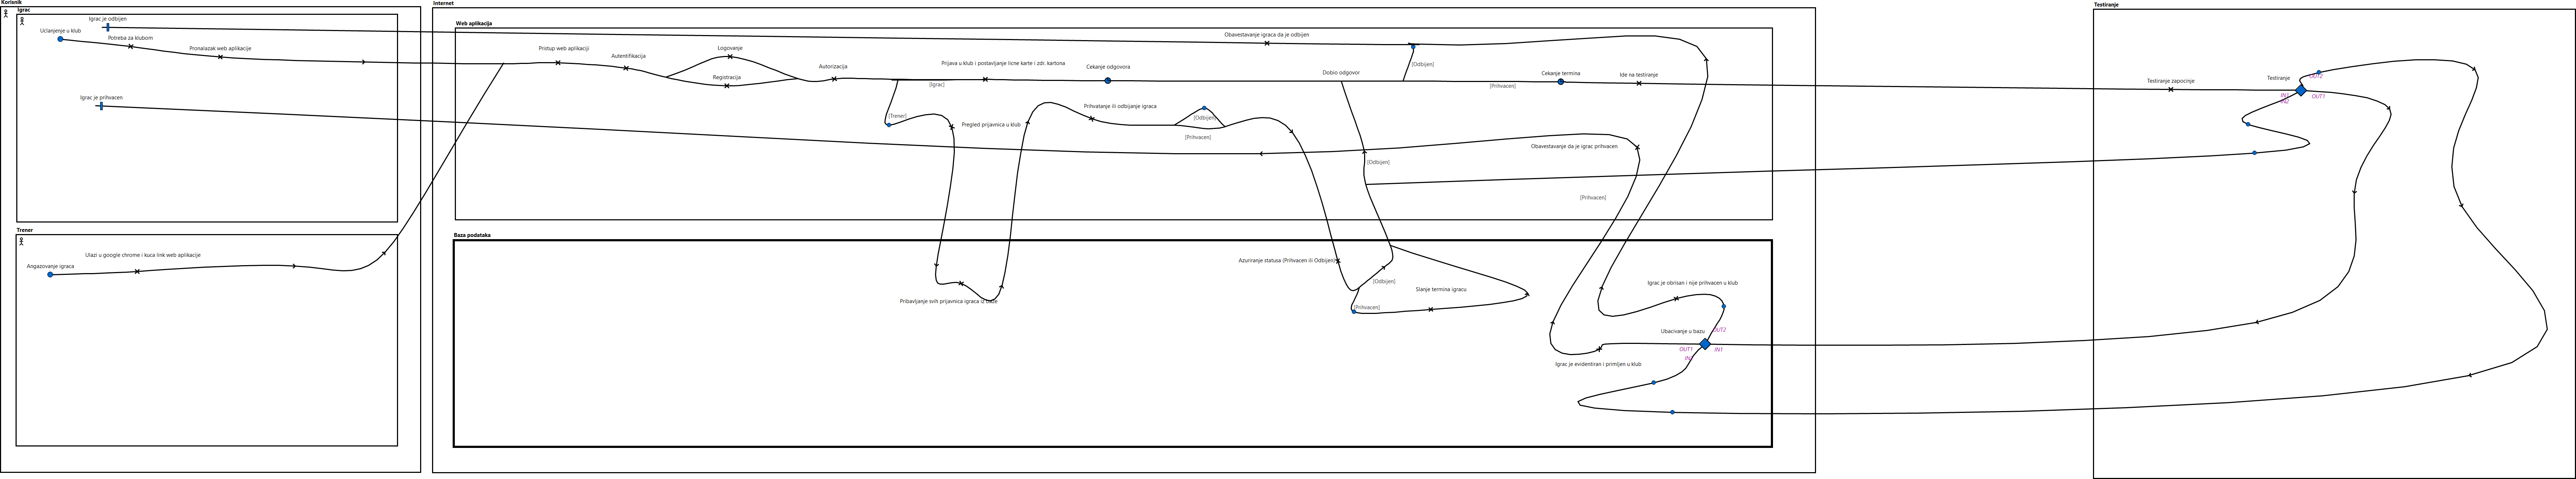 Korisnik
Igrac
Igrac je odbijen
Uclanjenje u klub
Potreba za klubom
Pronalazak web aplikacije
Igrac je prihvacen
Trener
Ulazi u google chrome i kuca link web aplikacije
Angazovanje igraca
Internet
Web aplikacija
Obavestavanje igraca da je odbijen
Pristup web aplikaciji
Autentifikacija
Logovanje
Registracija
Autorizacija
Prijava u klub i postavljanje licne karte i zdr. kartona
[Igrac]
Cekanje odgovora
Dobio odgovor
[Odbijen]
Cekanje termina
[Prihvacen]
Ide na testiranje
[Trener]
Pregled prijavnica u klub
Prihvatanje ili odbijanje igraca
[Odbijen]
[Prihvacen]
Obavestavanje da je igrac prihvacen
[Odbijen]
[Prihvacen]
Baza podataka
Azuriranje statusa (Prihvacen ili Odbijen)
Pribavljanje svih prijavnica igraca iz baze
[Odbijen]
[Prihvacen]
Slanje termina igracu
Igrac je obrisan i nije prihvacen u klub
Ubacivanje u bazu
OUT2
OUT1
IN1
IN2
Igrac je evidentiran i primljen u klub
Testiranje
Testiranje zapocinje
Testiranje
OUT2
IN1
IN2
OUT1